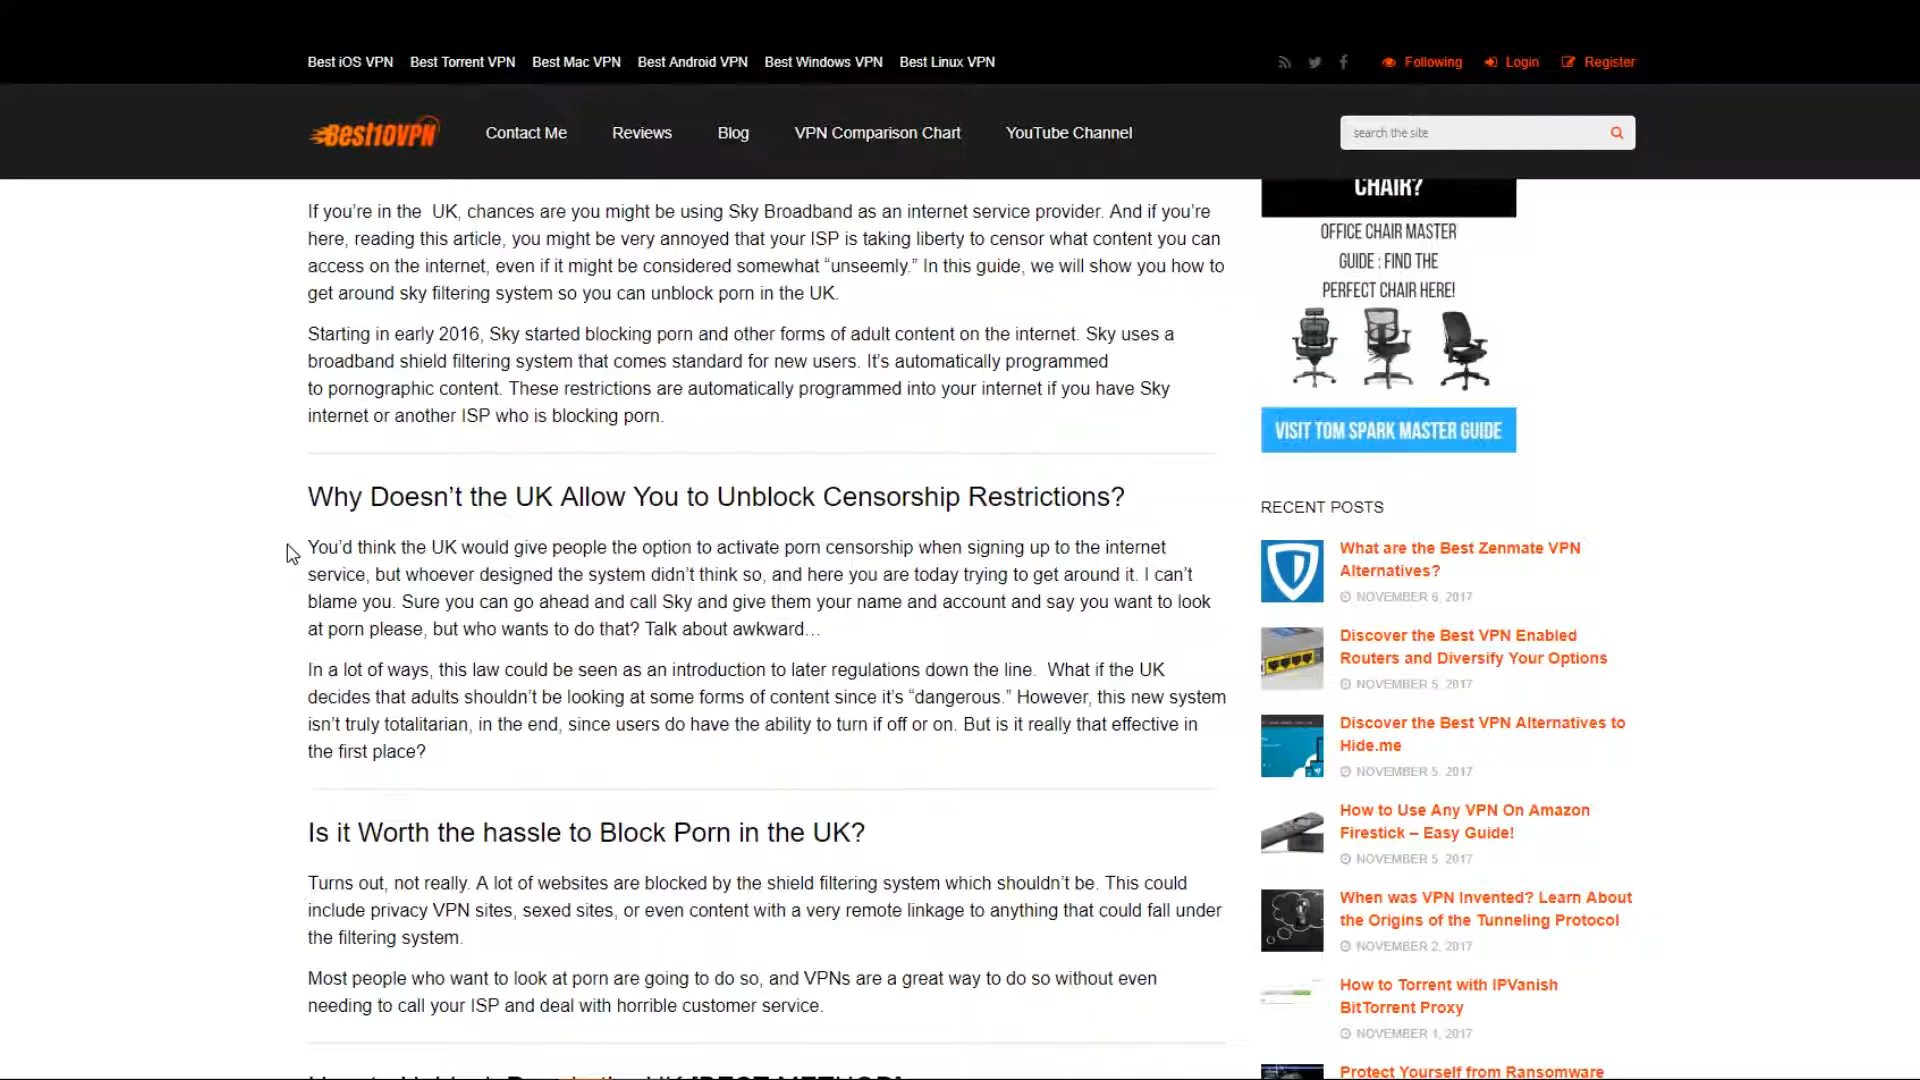 Best iOS VPN Best Torrent VPN Best Mac VPN Best Android VPN Best Windows VPN Best Linux VPN
Following Login Register
Best10VPN
Contact Me Reviews Blog VPN Comparison Chart YouTube Channel
search the site
If you’re in the  UK, chances are you might be using Sky Broadband as an internet service provider. And if you’re
here, reading this article, you might be very annoyed that your ISP is taking liberty to censor what content you can
access on the internet, even if it might be considered somewhat “unseemly.” In this guide, we will show you how to
get around sky filtering system so you can unblock porn in the UK.
Starting in early 2016, Sky started blocking porn and other forms of adult content on the internet. Sky uses a
broadband shield filtering system that comes standard for new users. It’s automatically programmed
to pornographic content. These restrictions are automatically programmed into your internet if you have Sky
internet or another ISP who is blocking porn.
Why Doesn’t the UK Allow You to Unblock Censorship Restrictions?
You’d think the UK would give people the option to activate porn censorship when signing up to the internet
service, but whoever designed the system didn’t think so, and here you are today trying to get around it. I can’t
blame you. Sure you can go ahead and call Sky and give them your name and account and say you want to look
at porn please, but who wants to do that? Talk about awkward…
In a lot of ways, this law could be seen as an introduction to later regulations down the line.  What if the UK
decides that adults shouldn’t be looking at some forms of content since it’s “dangerous.” However, this new system
isn’t truly totalitarian, in the end, since users do have the ability to turn if off or on. But is it really that effective in
the first place?
Is it Worth the hassle to Block Porn in the UK?
Turns out, not really. A lot of websites are blocked by the shield filtering system which shouldn’t be. This could
include privacy VPN sites, sexed sites, or even content with a very remote linkage to anything that could fall under
the filtering system.
Most people who want to look at porn are going to do so, and VPNs are a great way to do so without even
needing to call your ISP and deal with horrible customer service.
CHAIR?
OFFICE CHAIR MASTER
GUIDE : FIND THE
PERFECT CHAIR HERE!
VISIT TOM SPARK MASTER GUIDE
RECENT POSTS
What are the Best Zenmate VPN
Alternatives?
NOVEMBER 6, 2017
Discover the Best VPN Enabled
Routers and Diversify Your Options
NOVEMBER 5, 2017
Discover the Best VPN Alternatives to
Hide.me
NOVEMBER 5, 2017
How to Use Any VPN On Amazon
Firestick – Easy Guide!
NOVEMBER 5, 2017
When was VPN Invented? Learn About
the Origins of the Tunneling Protocol
NOVEMBER 2, 2017
How to Torrent with IPVanish
BitTorrent Proxy
NOVEMBER 1, 2017
Protect Yourself from Ransomware